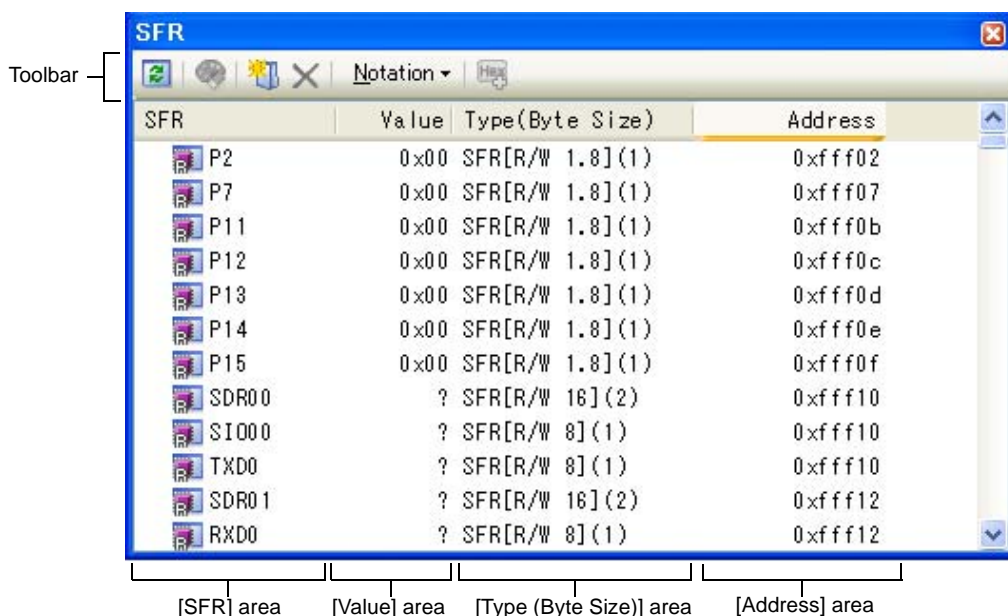 SFR
Toolbar
Notation
Hex
SFR Value Type(Byte Size) Address
P2 0x00 SFR[R/W 1.8](1) 0xfff02
P7 0x00 SFR[R/W 1.8](1) 0xfff07
P11 0x00 SFR[R/W 1.8](1) 0xfff0b
P12 0x00 SFR[R/W 1.8](1) 0xfff0c
P13 0x00 SFR[R/W 1.8](1) 0xfff0d
P14 0x00 SFR[R/W 1.8](1) 0xfff0e
P15 0x00 SFR[R/W 1.8](1) 0xfff0f
SDR00 ? SFR[R/W 16](2) 0xfff10
SIO00 ? SFR[R/W 8](1) 0xfff10
TXD0 ? SFR[R/W 8](1) 0xfff10
SDR01 ? SFR[R/W 16](2) 0xfff12
RXD0 ? SFR[R/W 8](1) 0xfff12
[SFR] area [Value] area [Type (Byte Size)] area [Address] area